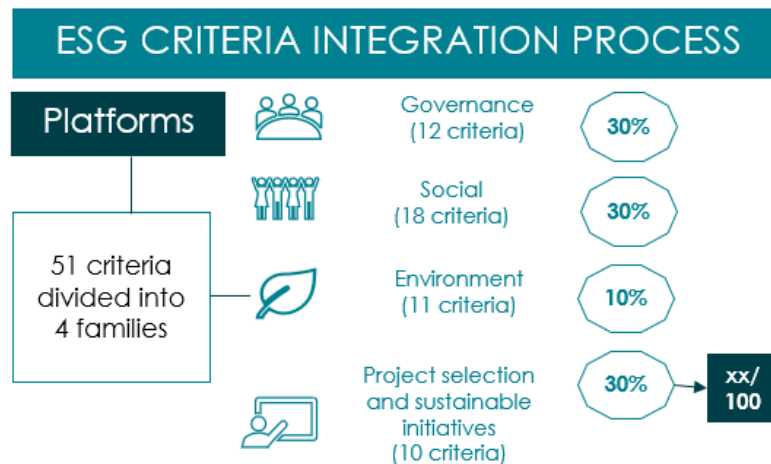 ESG CRITERIA INTEGRATION PROCESS
Platforms
51 criteria
divided into
4 families
Governance
(12 criteria)
30%
Social
(18 criteria)
30%
Environment
(11 criteria)
10%
Project selection
and sustainable
initiatives
(10 criteria)
30%
xx/
100